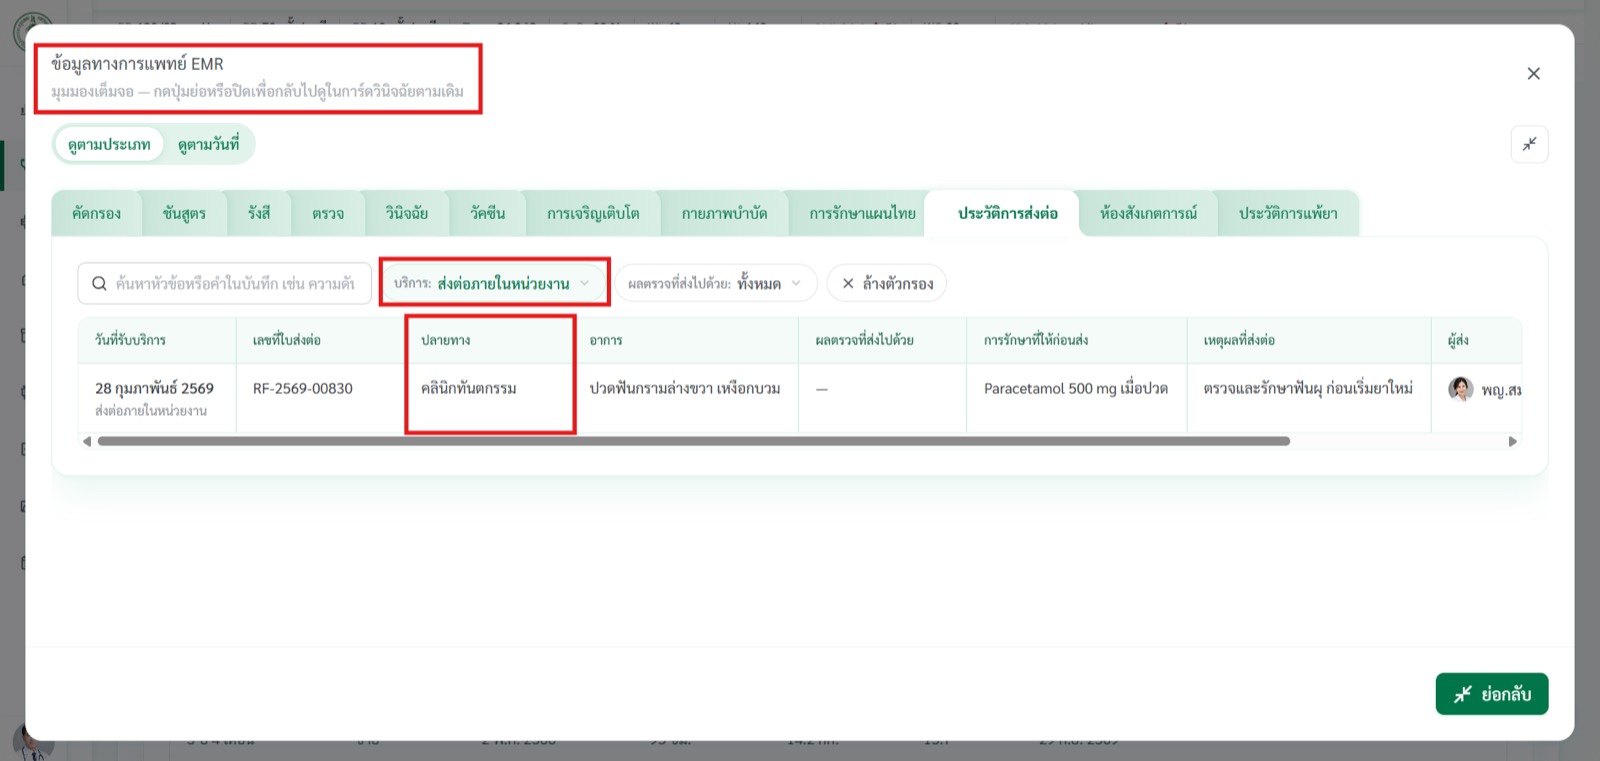 ข้อมูลทางการแพทย์ EMR
มุมมองเต็มจอ — กดปุ่มย่อหรือปิดเพื่อกลับไปดูในการ์ดวินิจฉัยตามเดิม
ดูตามประเภท ดูตามวันที่
คัดกรอง ชันสูตร รังสี ตรวจ วินิจฉัย วัคซีน การเจริญเติบโต กายภาพบำบัด การรักษาแผนไทย ประวัติการส่งต่อ ห้องสังเกตการณ์ ประวัติการแพ้ยา
ค้นหาหัวข้อหรือคำในบันทึก เช่น ความดัน บริการ: ส่งต่อภายในหน่วยงาน ผลตรวจที่ส่งไปด้วย: ทั้งหมด ล้างตัวกรอง
วันที่รับบริการ เลขที่ใบส่งต่อ ปลายทาง อาการ ผลตรวจที่ส่งไปด้วย การรักษาที่ให้ก่อนส่ง เหตุผลที่ส่งต่อ ผู้ส่ง
28 กุมภาพันธ์ 2569 RF-2569-00830 คลินิกทันตกรรม ปวดฟันกรามล่างขวา เหงือกบวม — Paracetamol 500 mg เมื่อปวด ตรวจและรักษาฟันผุ ก่อนเริ่มยาใหม่ พญ.สม
ส่งต่อภายในหน่วยงาน
ย่อกลับ